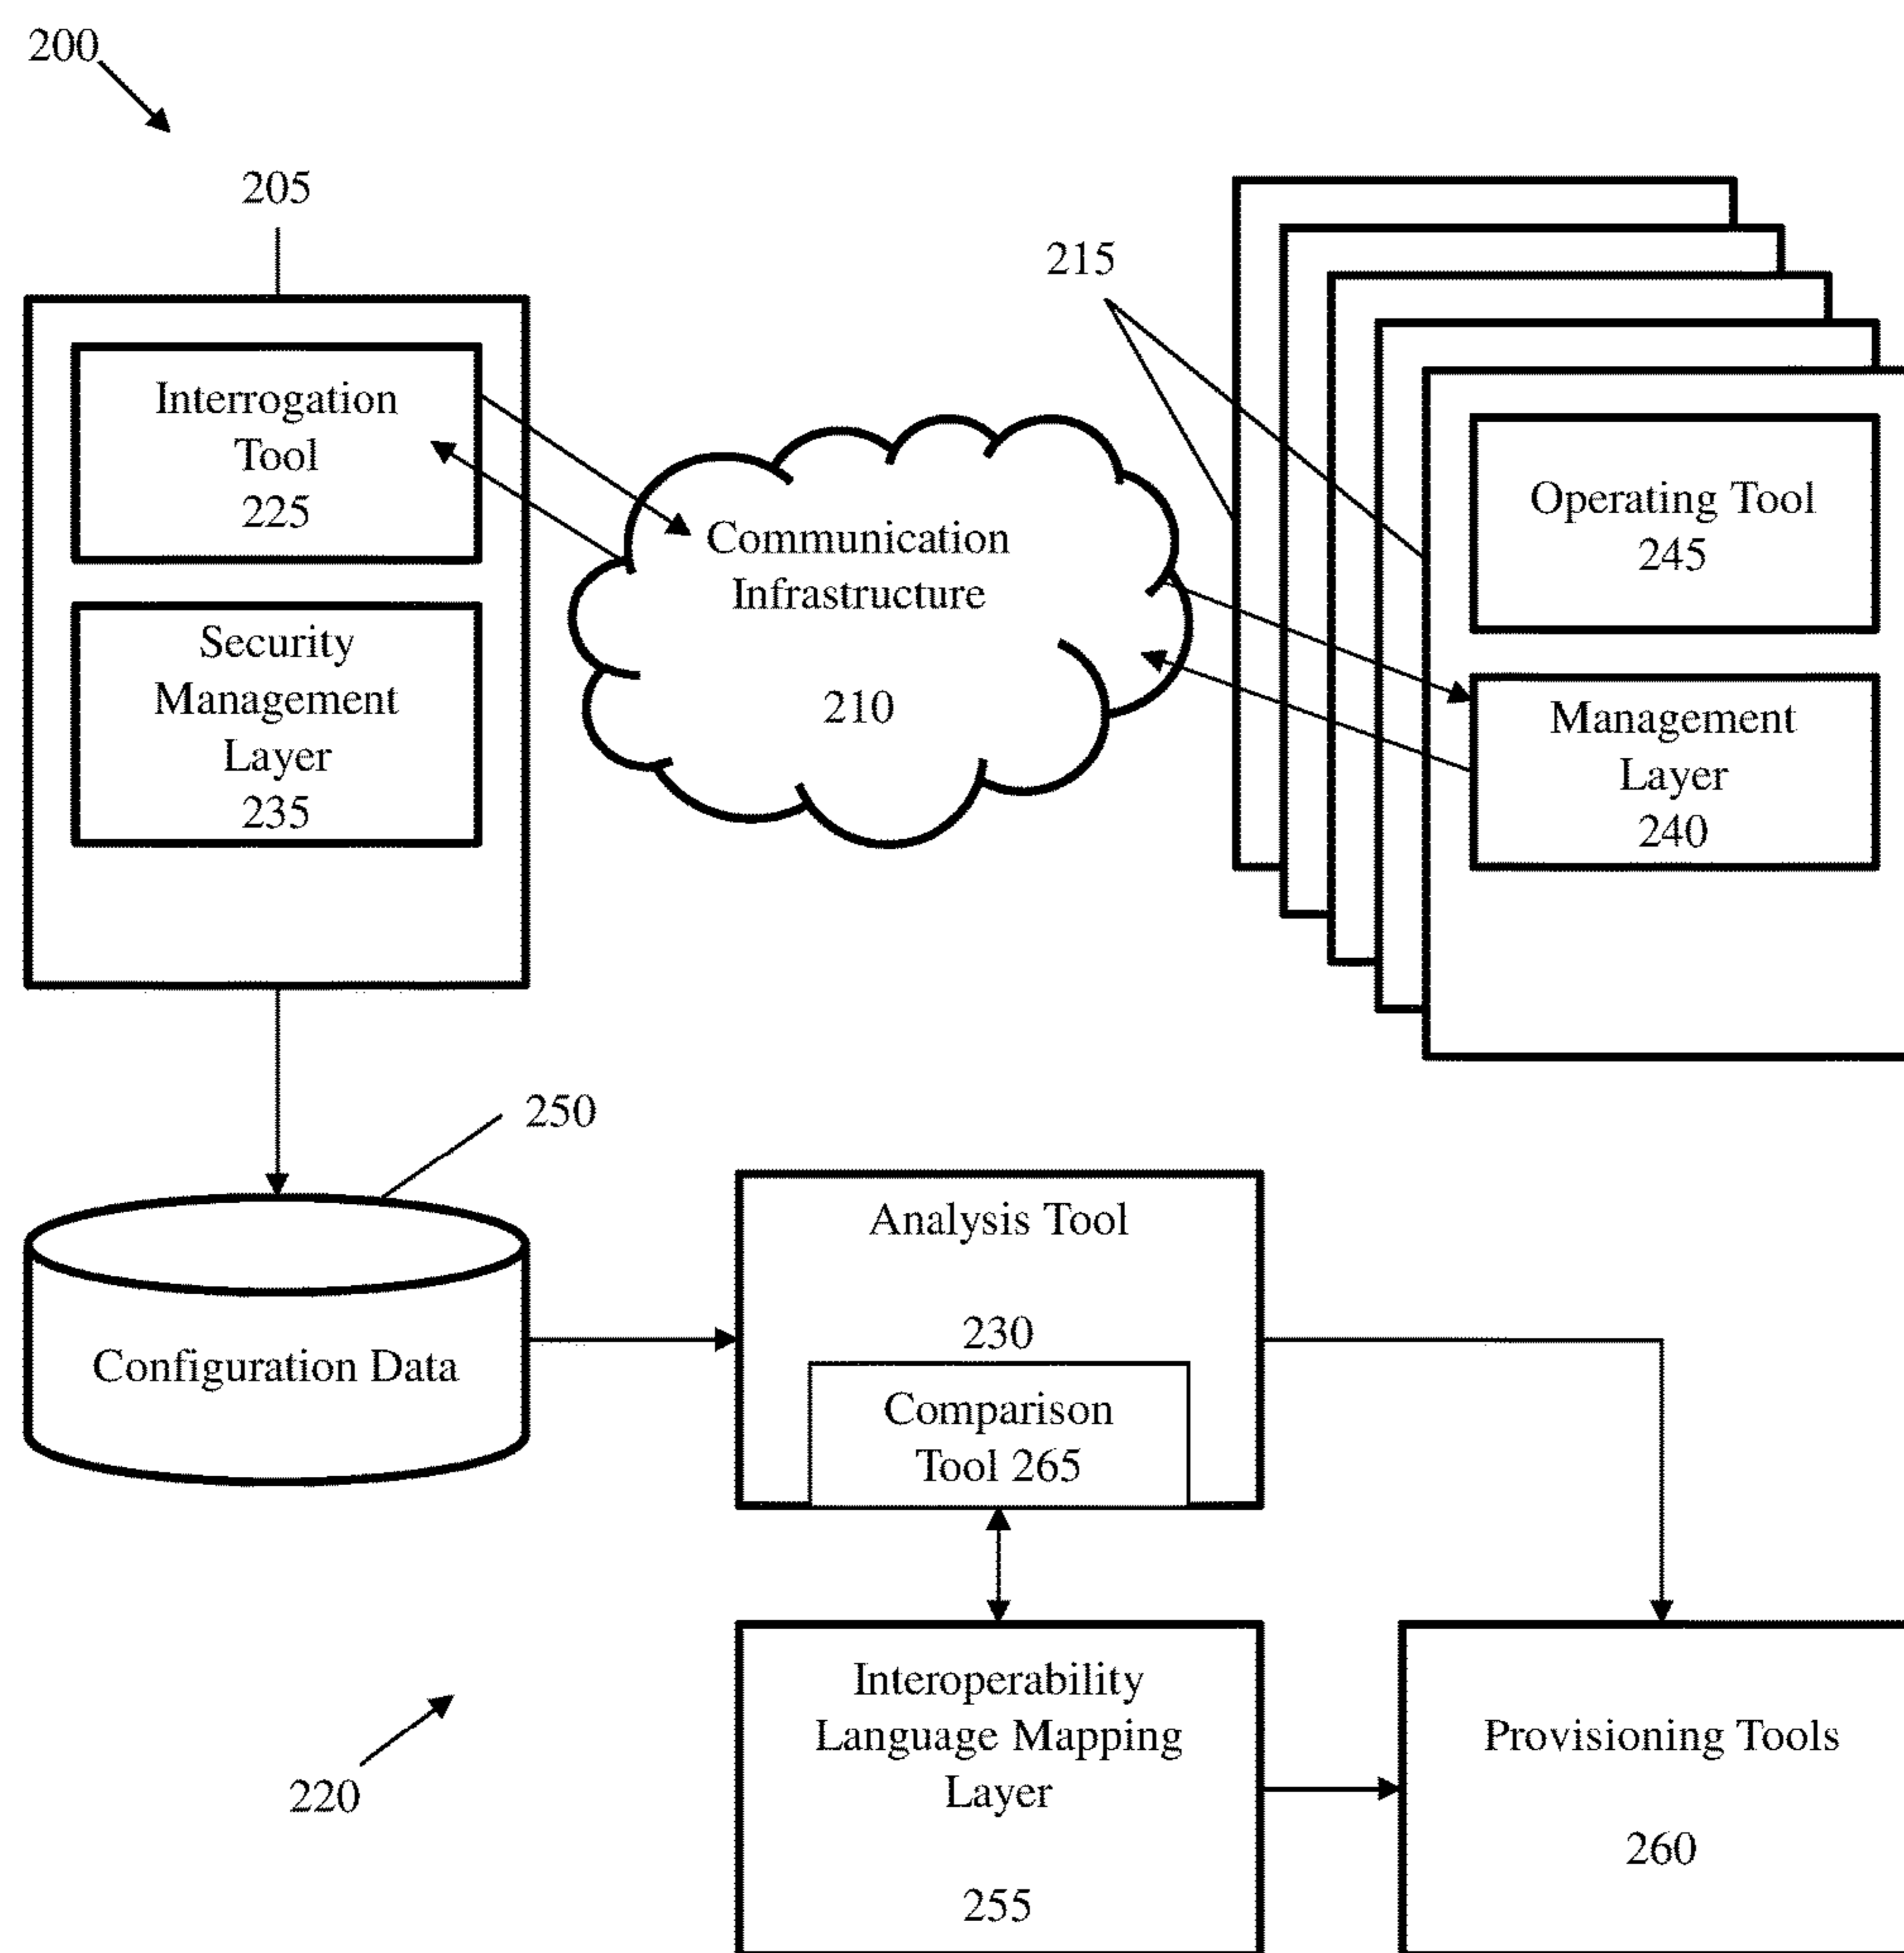 200
205
215
Interrogation
Tool
225
Security
Management
Layer
235
Communication
Infrastructure
210
Operating Tool
245
Management
Layer
240
250
Configuration Data
Analysis Tool
230
Comparison
Tool 265
220
Interoperability
Language Mapping
Layer
255
Provisioning Tools
260